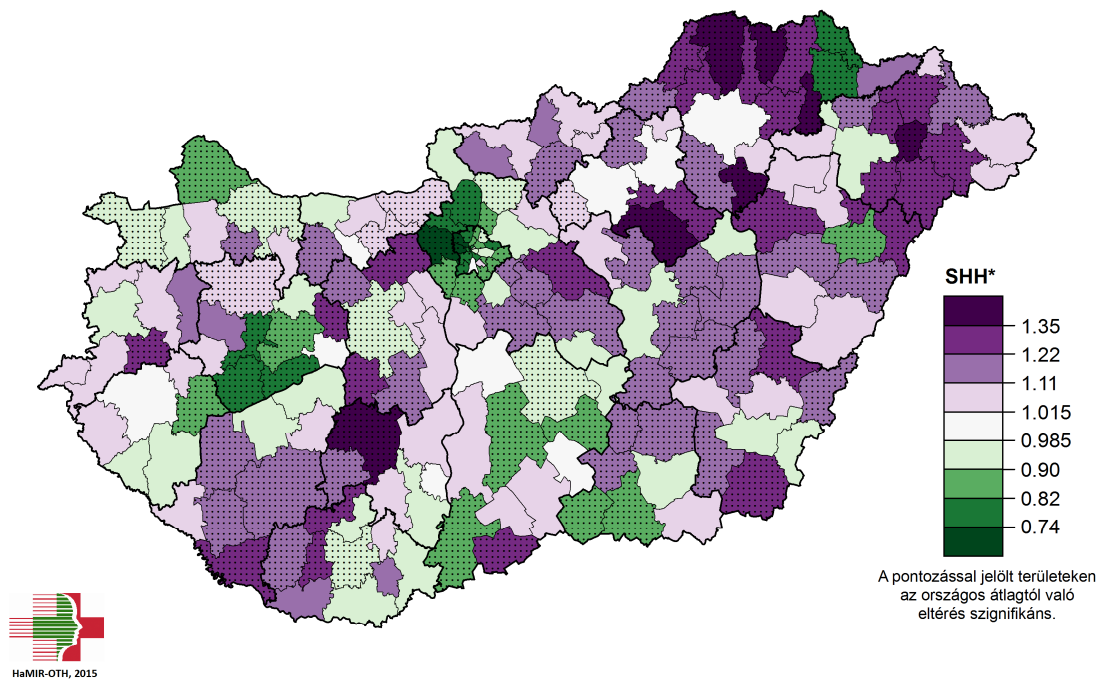 SHH*
1.35
1.22
1.11
1.015
0.985
0.90
0.82
0.74
A pontozással jelölt területeken
az országos átlagtól való
eltérés szignifikáns.
HaMIR-OTH, 2015